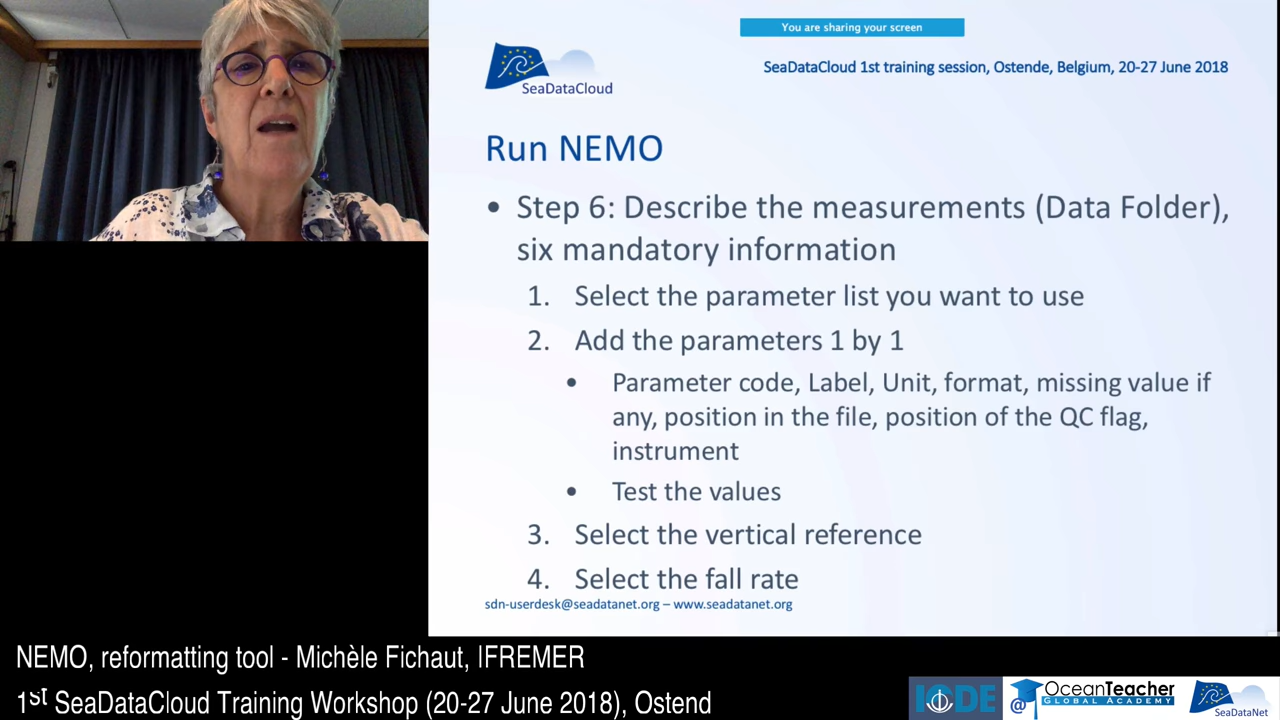 You are sharing your screen
SeaDataCloud
SeaDataCloud 1st training session, Ostende, Belgium, 20-27 June 2018
Run NEMO
• Step 6: Describe the measurements (Data Folder),
six mandatory information
1. Select the parameter list you want to use
2. Add the parameters 1 by 1
• Parameter code, Label, Unit, format, missing value if
any, position in the file, position of the QC flag,
instrument
• Test the values
3. Select the vertical reference
4. Select the fall rate
sdn-userdesk@seadatanet.org – www.seadatanet.org
NEMO, reformatting tool - Michèle Fichaut, IFREMER
1st SeaDataCloud Training Workshop (20-27 June 2018), Ostend
IODE
@
OceanTeacher
GLOBAL ACADEMY
SeaDataNet